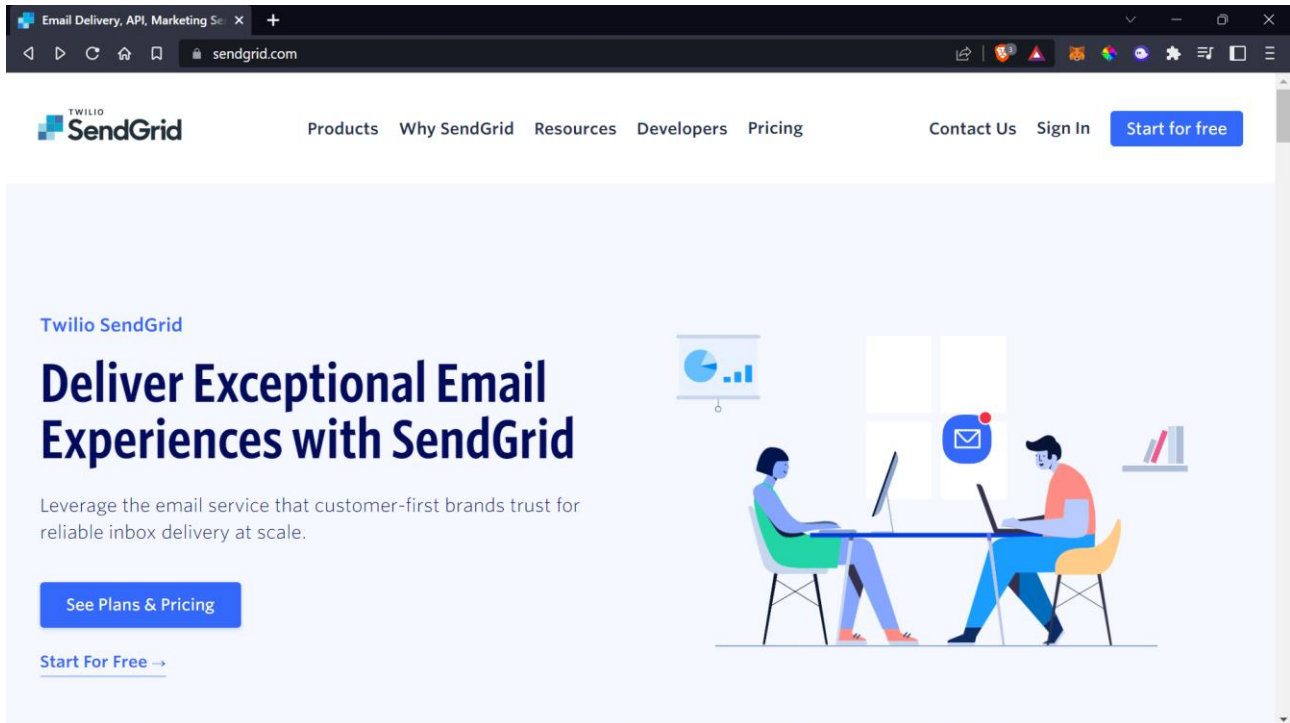 Email Delivery, API, Marketing Se
sendgrid.com
3
TWILIO
SendGrid
Products Why SendGrid Resources Developers Pricing Contact Us Sign In Start for free
Twilio SendGrid
Deliver Exceptional Email
Experiences with SendGrid
Leverage the email service that customer-first brands trust for
reliable inbox delivery at scale.
See Plans & Pricing
Start For Free →